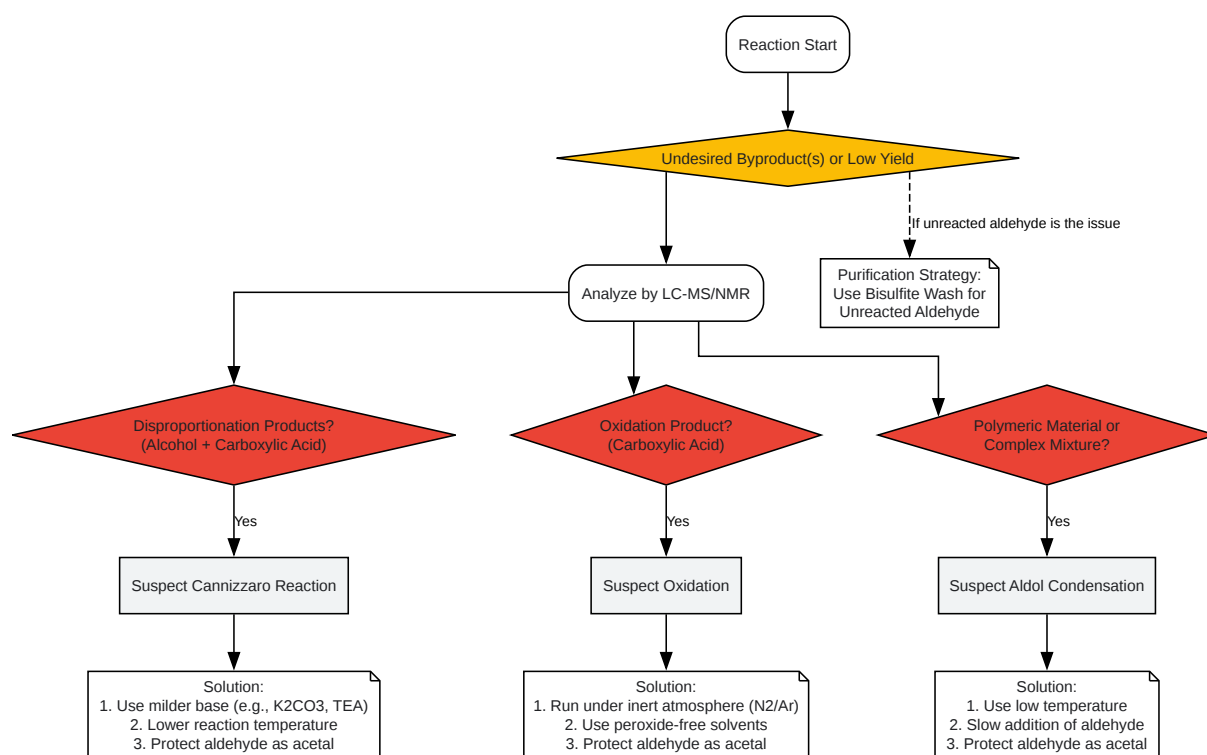 Reaction Start
Undesired Byproduct(s) or Low Yield
If unreacted aldehyde is the issue
Purification Strategy:
Use Bisulfite Wash for
Unreacted Aldehyde
Analyze by LC-MS/NMR
Disproportionation Products?
(Alcohol + Carboxylic Acid)
Oxidation Product?
(Carboxylic Acid)
Polymeric Material or
Complex Mixture?
Yes
Yes
Yes
Suspect Cannizzaro Reaction
Suspect Oxidation
Suspect Aldol Condensation
Solution:
1. Use milder base (e.g., K2CO3, TEA)
2. Lower reaction temperature
3. Protect aldehyde as acetal
Solution:
1. Run under inert atmosphere (N2/Ar)
2. Use peroxide-free solvents
3. Protect aldehyde as acetal
Solution:
1. Use low temperature
2. Slow addition of aldehyde
3. Protect aldehyde as acetal